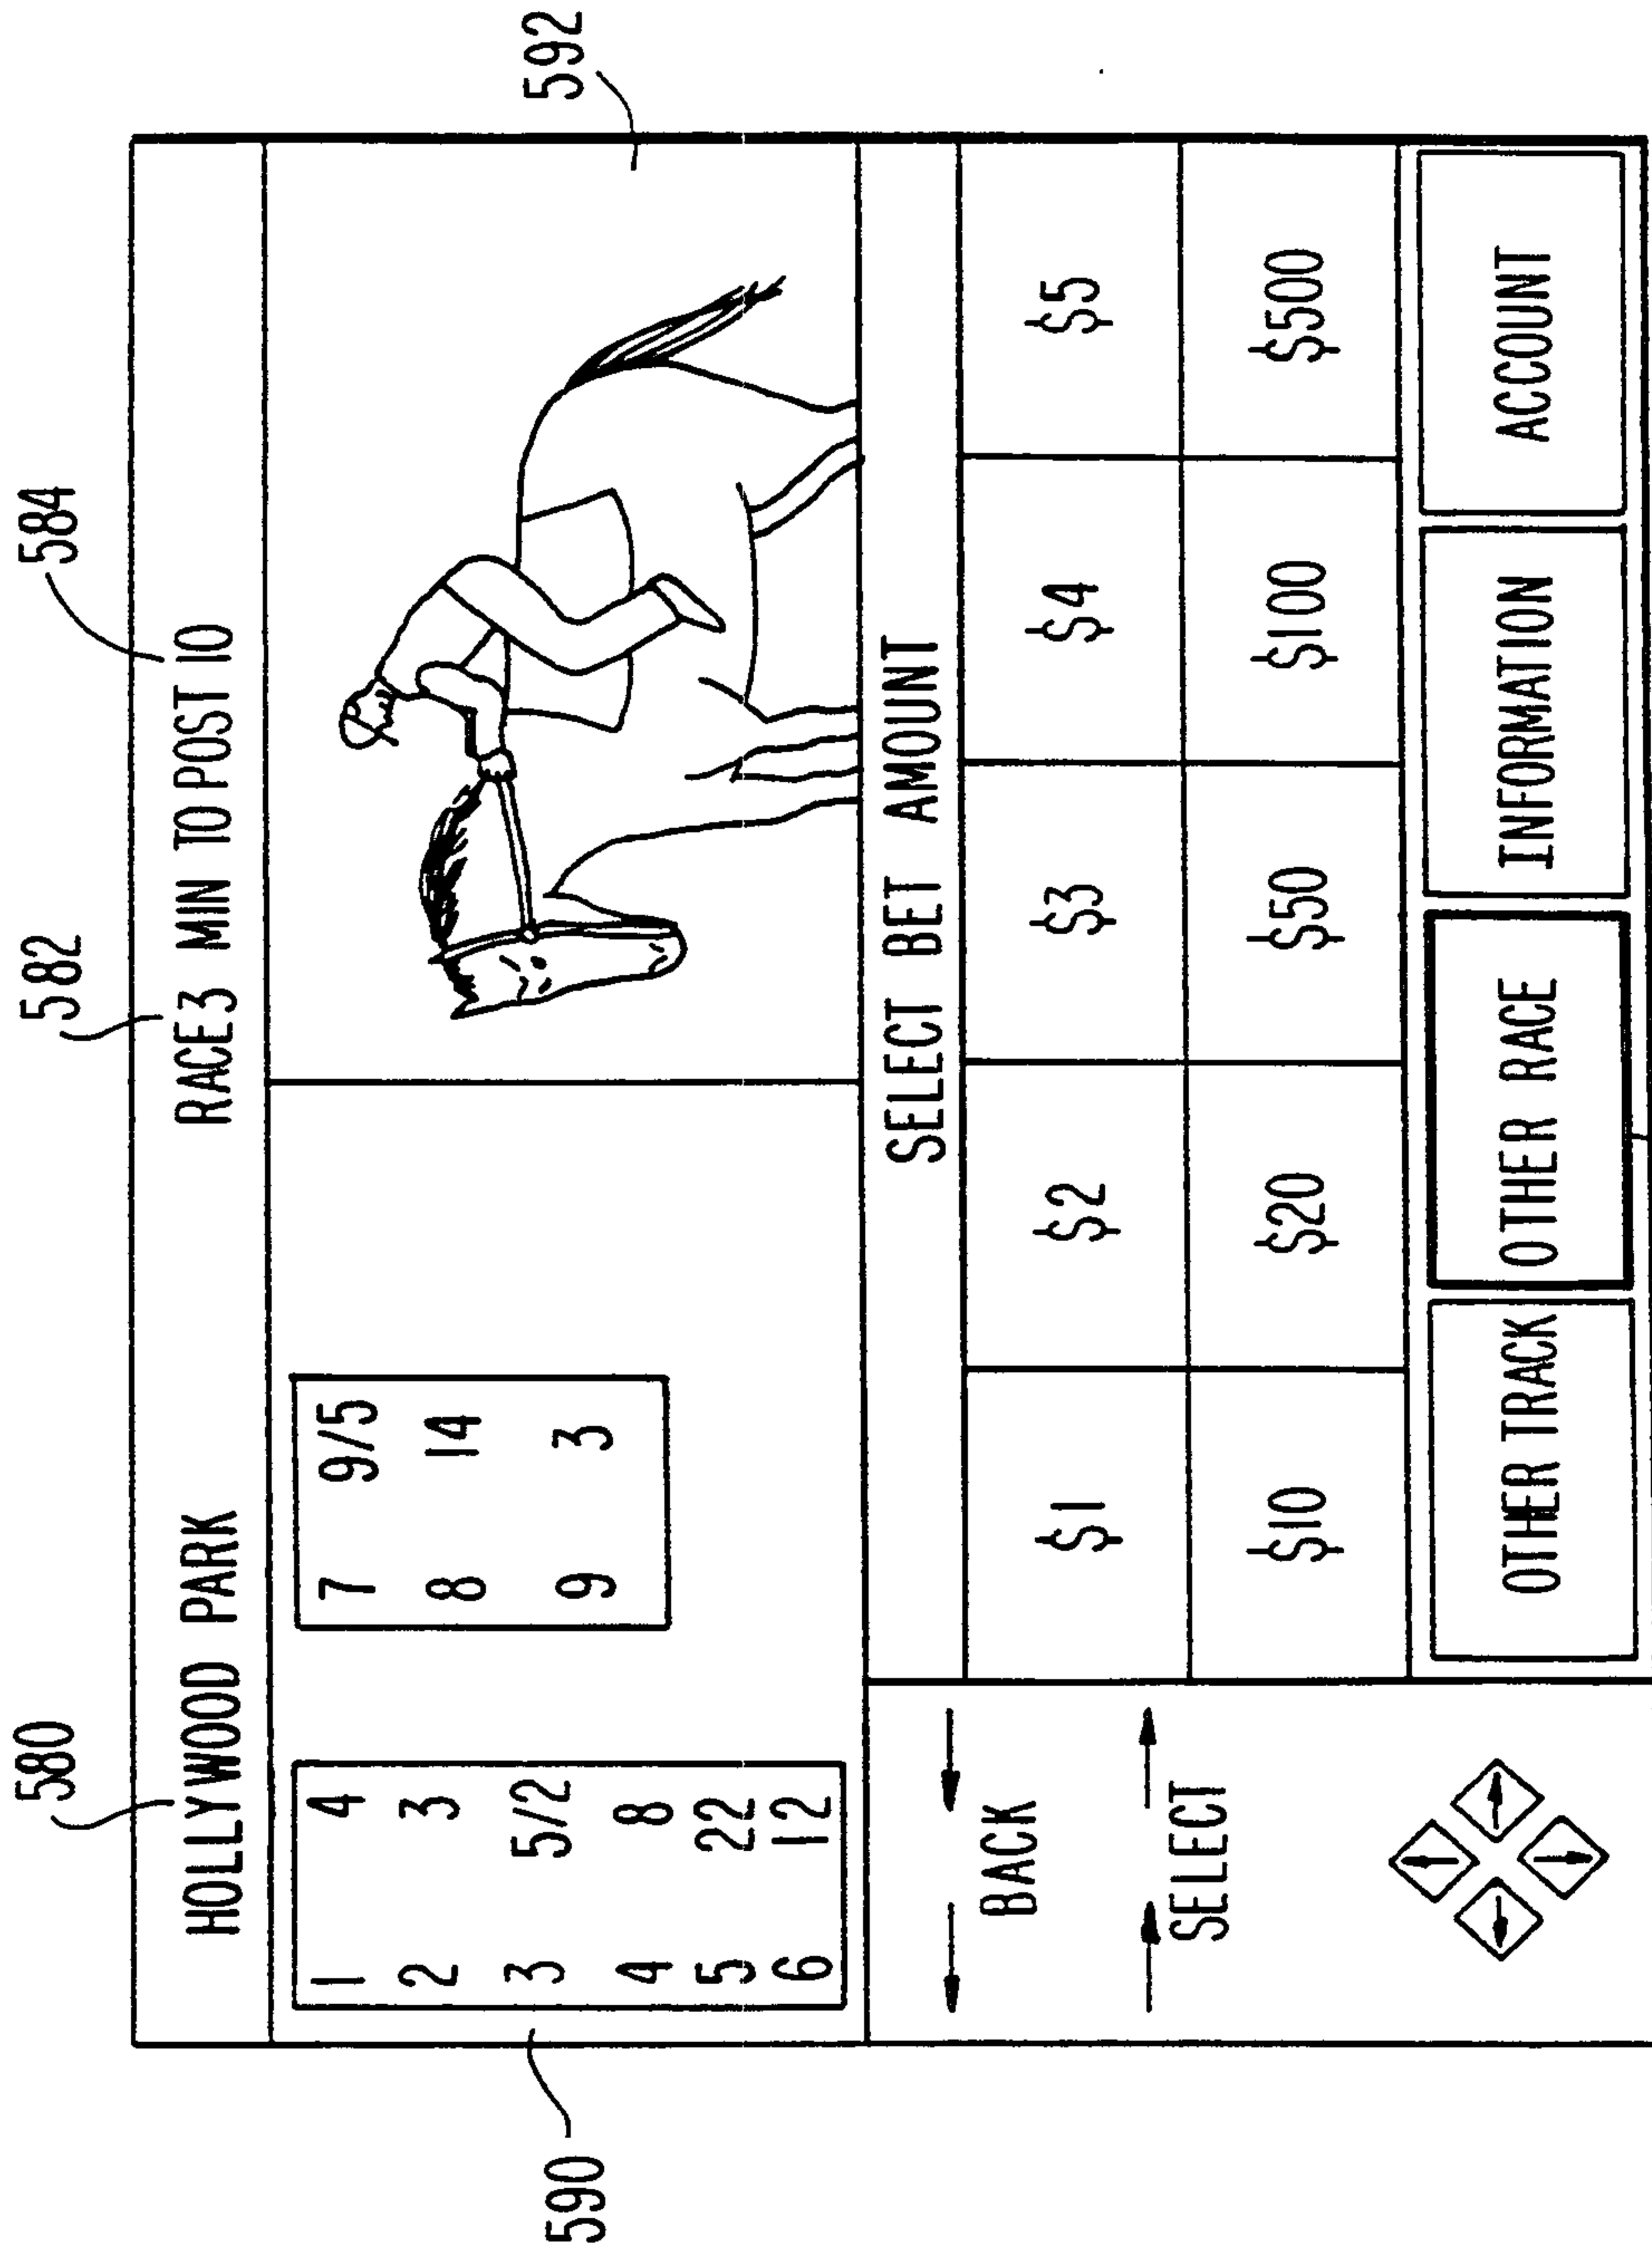 580
582
584
HOLLYWOOD PARK RACE3 MIN TO POST 10
590
592
1 4
2 3
3 5/2
4 8
5 22
6 12
7 9/5
8 14
9 3
SELECT BET AMOUNT
BACK
SELECT
$1 $2 $3 $4 $5
$10 $20 $50 $100 $500
OTHER TRACK OTHER RACE INFORMATION ACCOUNT